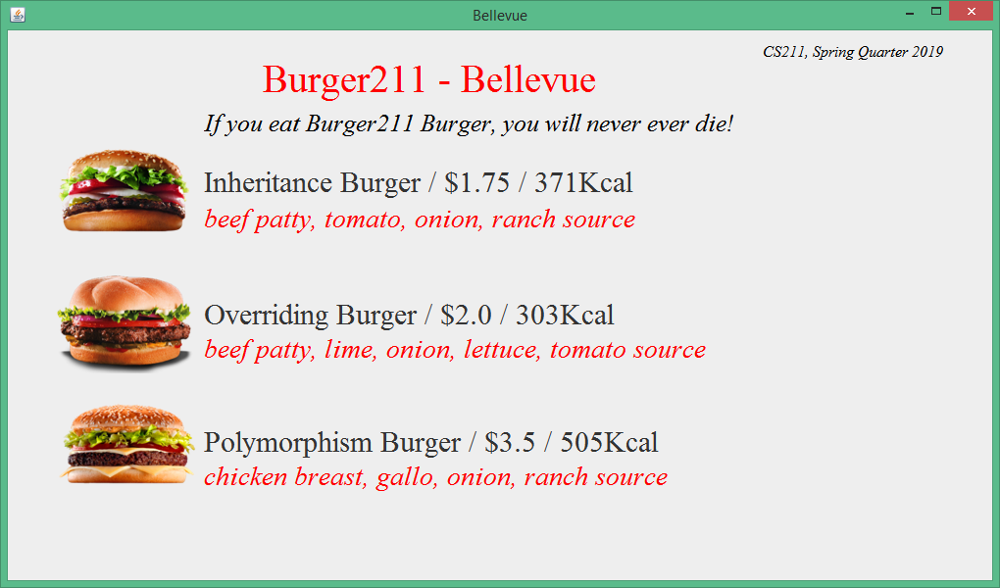 Bellevue
CS211, Spring Quarter 2019
Burger211 - Bellevue
If you eat Burger211 Burger, you will never ever die!
Inheritance Burger / $1.75 / 371Kcal
beef patty, tomato, onion, ranch source
Overriding Burger / $2.0 / 303Kcal
beef patty, lime, onion, lettuce, tomato source
Polymorphism Burger / $3.5 / 505Kcal
chicken breast, gallo, onion, ranch source